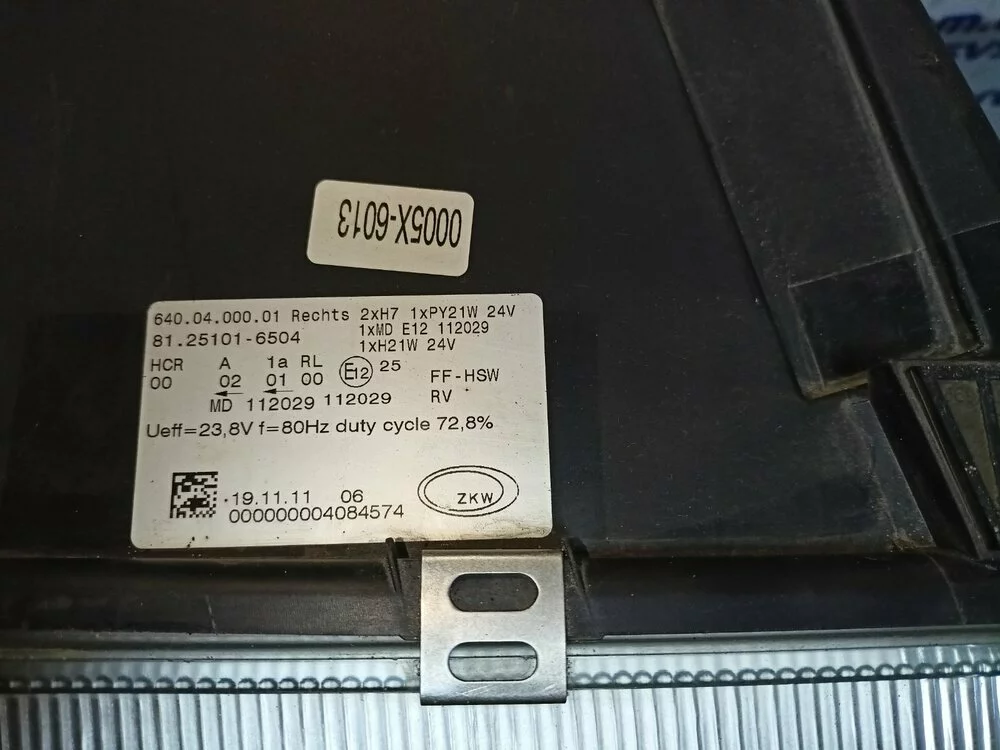 0005X-6013
640.04.000.01 Rechts 2xH7 1xPY21W 24V
81.25101-6504 1xMD E12 112029
1xH21W 24V
HCR A 1a RL E12 25 FF-HSW
00 02 01 00 RV
MD 112029 112029
Ueff=23,8V f=80Hz duty cycle 72,8%
19.11.11 06
000000004084574
ZKW